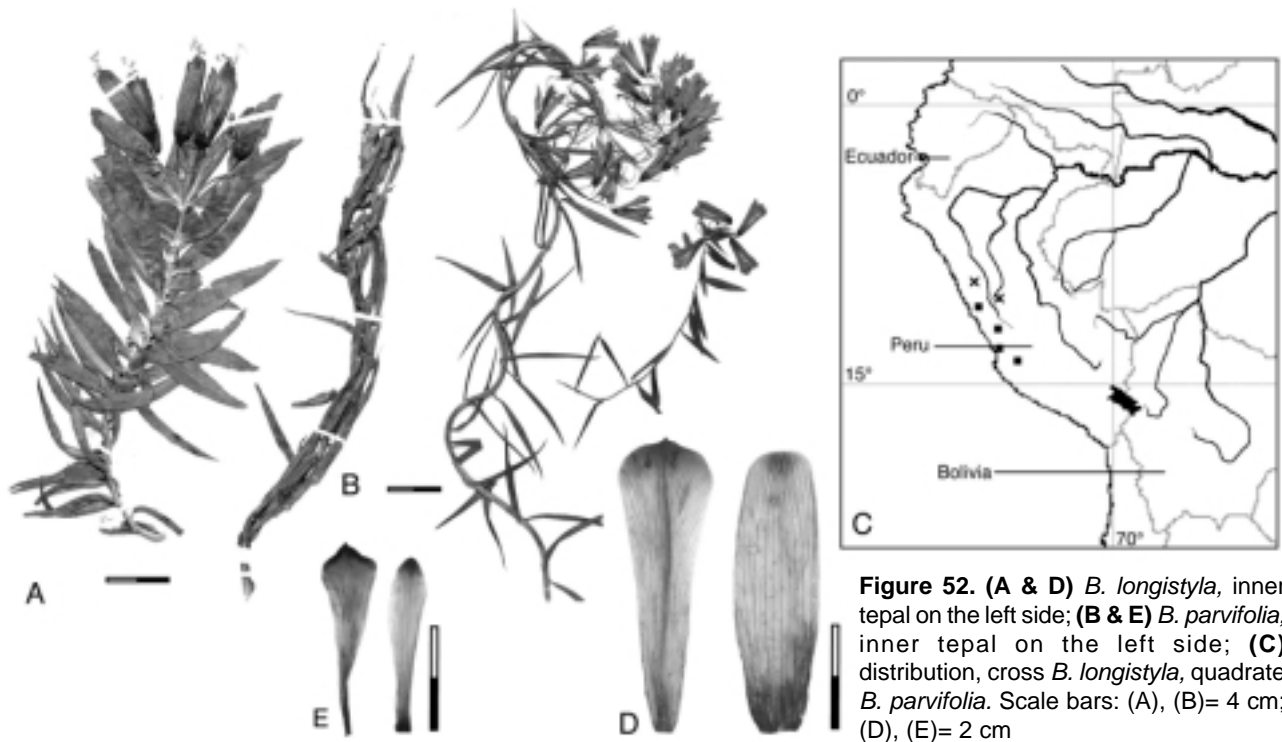 A
B
C
0°
Ecuador
Peru
15°
Bolivia
70°
E
D
Figure 52. (A & D) B. longistyla, inner
tepal on the left side; (B & E) B. parvifolia,
inner tepal on the left side; (C)
distribution, cross B. longistyla, quadrate
B. parvifolia. Scale bars: (A), (B)= 4 cm;
(D), (E)= 2 cm